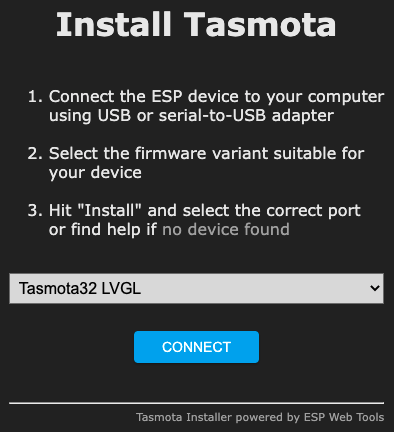 Install Tasmota
1. Connect the ESP device to your computer
using USB or serial-to-USB adapter
2. Select the firmware variant suitable for
your device
3. Hit "Install" and select the correct port
or find help if no device found
Tasmota32 LVGL
CONNECT
Tasmota Installer powered by ESP Web Tools